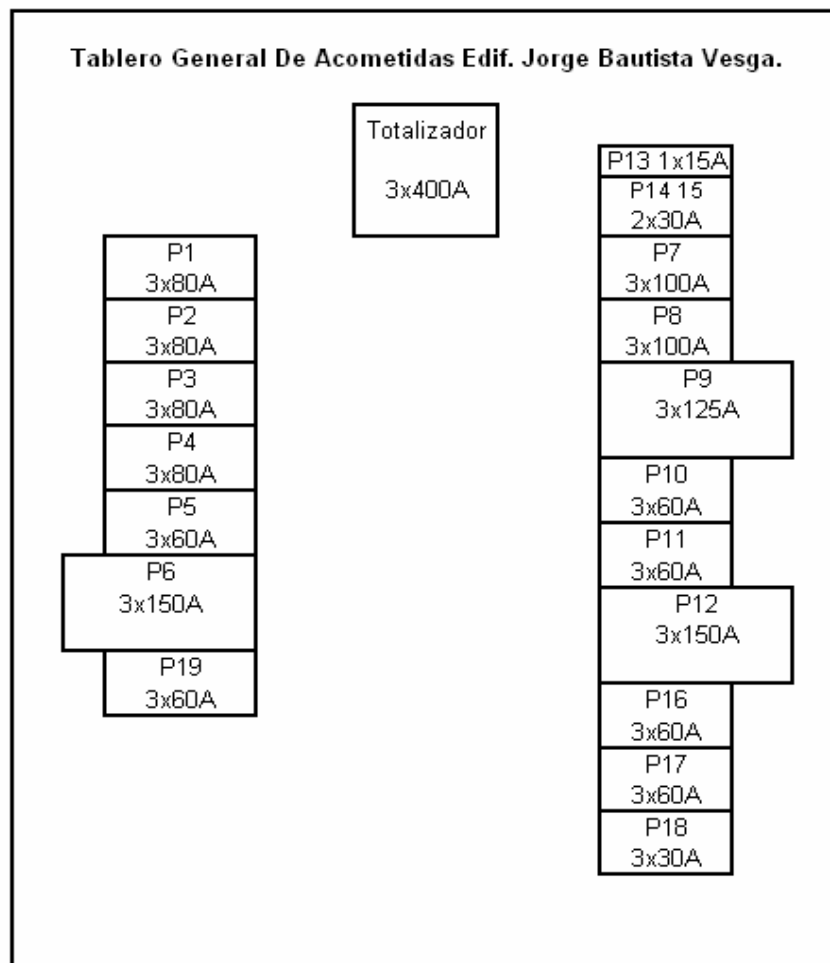 Tablero General De Acometidas Edif. Jorge Bautista Vesga.
Totalizador
3x400A
P1
3x80A
P2
3x80A
P3
3x80A
P4
3x80A
P5
3x60A
P6
3x150A
P19
3x60A
P13 1x15A
P14 15
2x30A
P7
3x100A
P8
3x100A
P9
3x125A
P10
3x60A
P11
3x60A
P12
3x150A
P16
3x60A
P17
3x60A
P18
3x30A